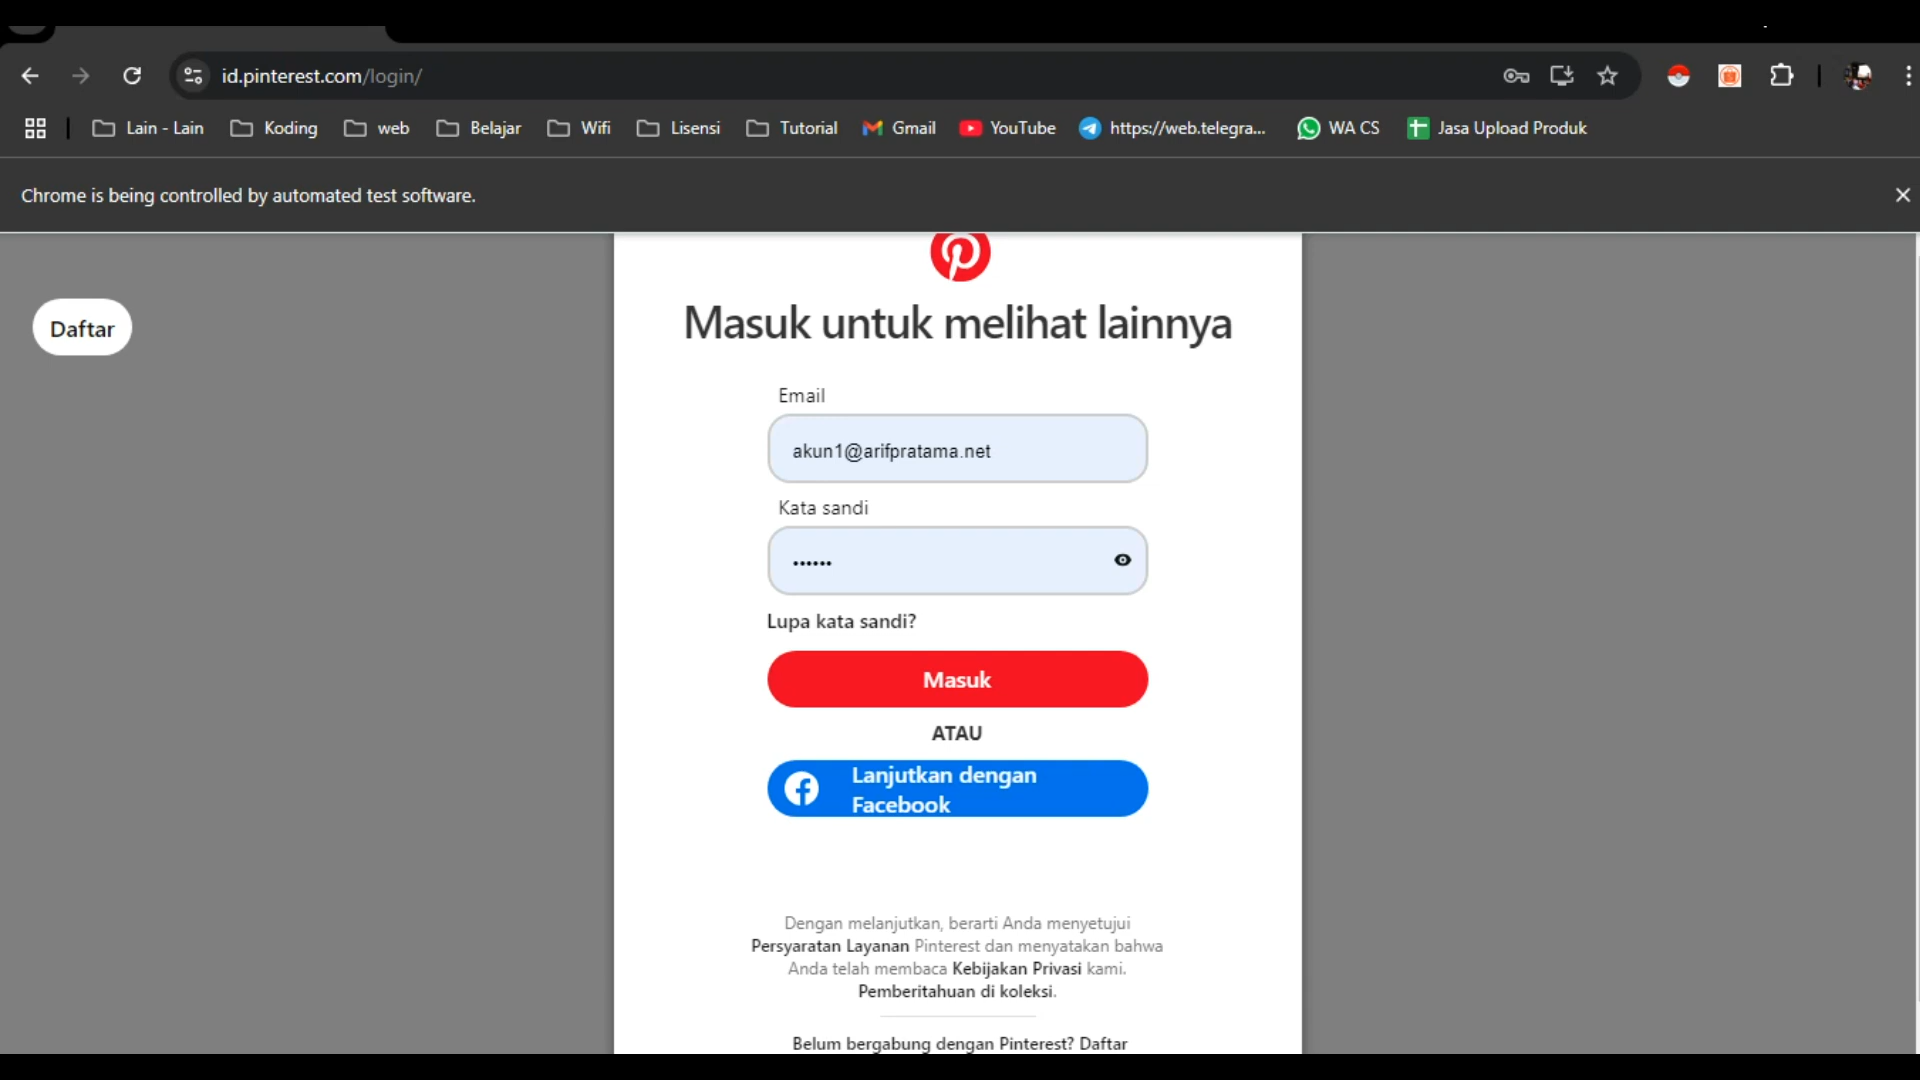 id.pinterest.com/login/
Lain - Lain
Koding
web
Belajar
Wifi
Lisensi
Tutorial
Gmail
YouTube
https://web.telegra...
WA CS
Jasa Upload Produk
Chrome is being controlled by automated test software.
Daftar
Masuk untuk melihat lainnya
Email
akun1@arifpratama.net
Kata sandi
••••••
Lupa kata sandi?
Masuk
ATAU
Lanjutkan dengan
Facebook
Dengan melanjutkan, berarti Anda menyetujui
Persyaratan Layanan Pinterest dan menyatakan bahwa
Anda telah membaca Kebijakan Privasi kami.
Pemberitahuan di koleksi.
Belum bergabung dengan Pinterest? Daftar